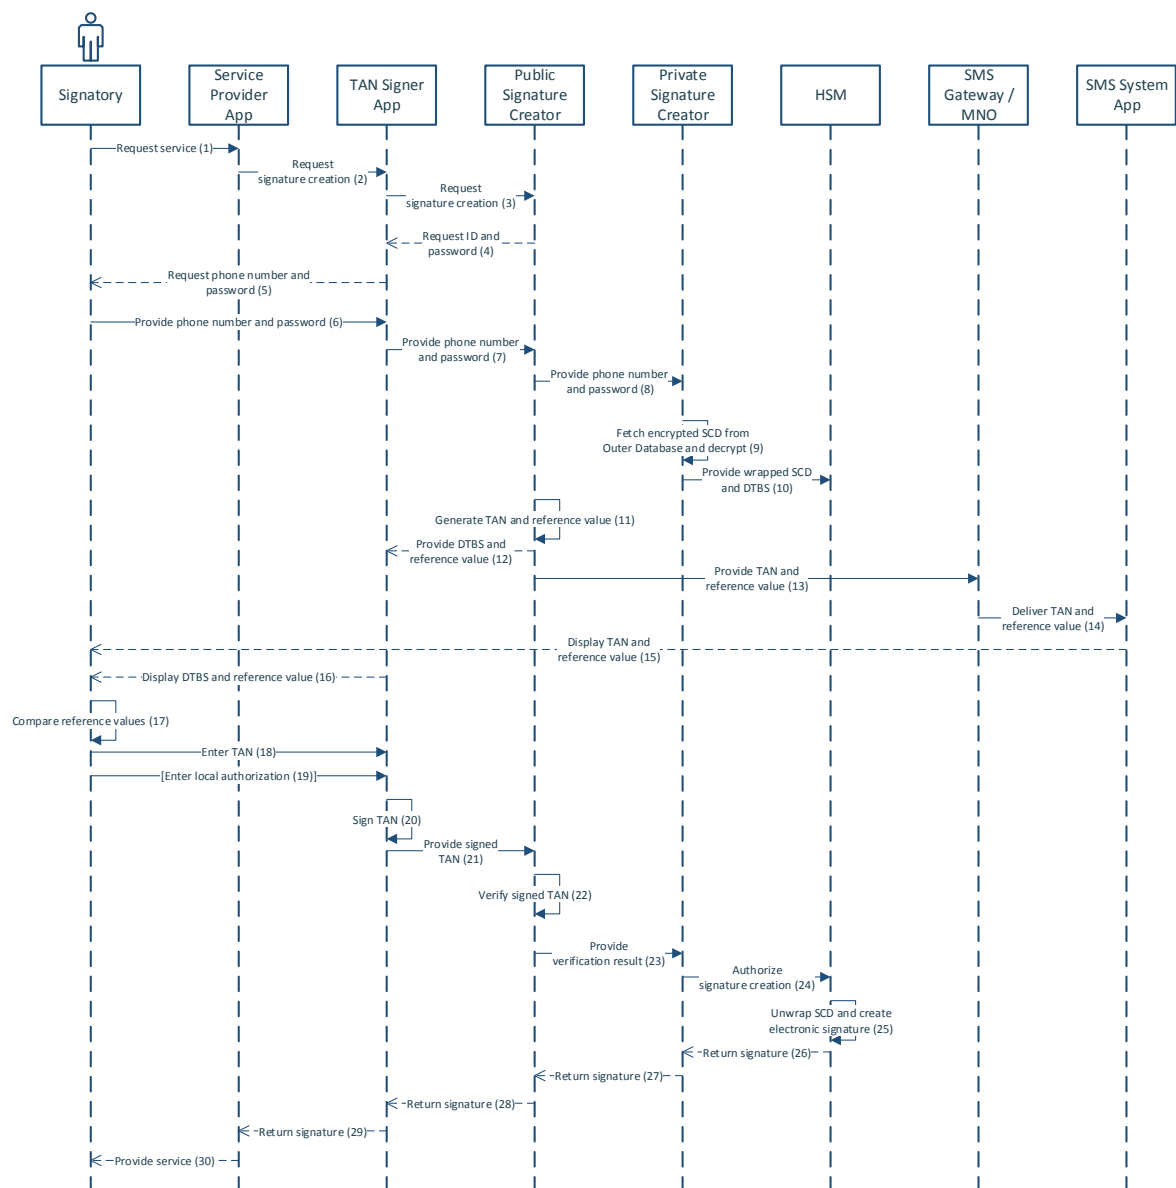 Signatory
Service
Provider
App
TAN Signer
App
Public
Signature
Creator
Private
Signature
Creator
HSM
SMS
Gateway /
MNO
SMS System
App
Request service (1)
Request
signature creation (2)
Request
signature creation (3)
Request ID and
password (4)
Request phone number and
password (5)
Provide phone number and password (6)
Provide phone number
and password (7)
Provide phone number
and password (8)
Fetch encrypted SCD from
Outer Database and decrypt (9)
Provide wrapped SCD
and DTBS (10)
Generate TAN and reference value (11)
Provide DTBS and
reference value (12)
Provide TAN and
reference value (13)
Deliver TAN and
reference value (14)
Display TAN and
reference value (15)
Display DTBS and reference value (16)
Compare reference values (17)
Enter TAN (18)
[Enter local authorization (19)]
Sign TAN (20)
Provide signed
TAN (21)
Verify signed TAN (22)
Provide
verification result (23)
Authorize
signature creation (24)
Unwrap SCD and create
electronic signature (25)
Return signature (26)
Return signature (27)
Return signature (28)
Return signature (29)
Provide service (30)